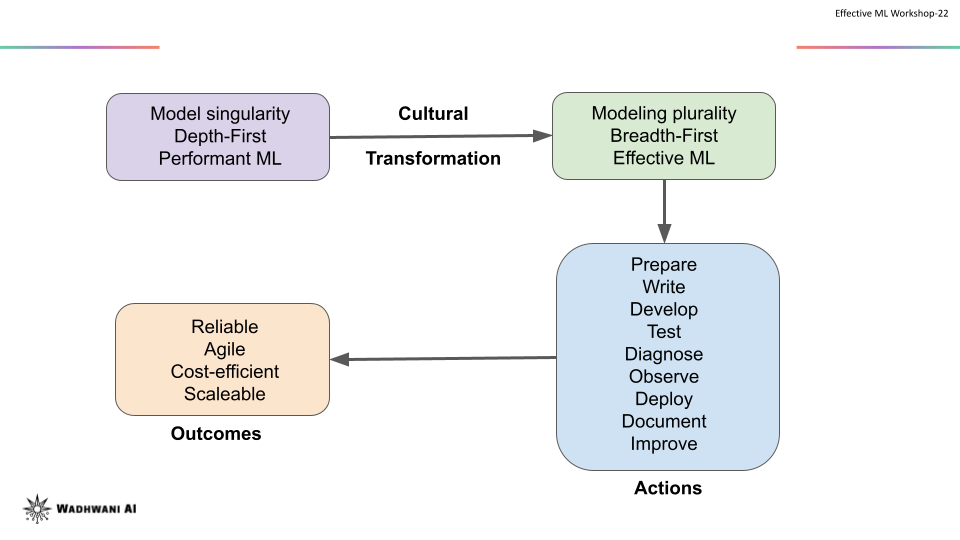 Effective ML Workshop-22
Model singularity
Depth-First
Performant ML
Cultural
Transformation
Modeling plurality
Breadth-First
Effective ML
Prepare
Write
Develop
Test
Diagnose
Observe
Deploy
Document
Improve
Actions
Reliable
Agile
Cost-efficient
Scaleable
Outcomes
WADHWANI AI